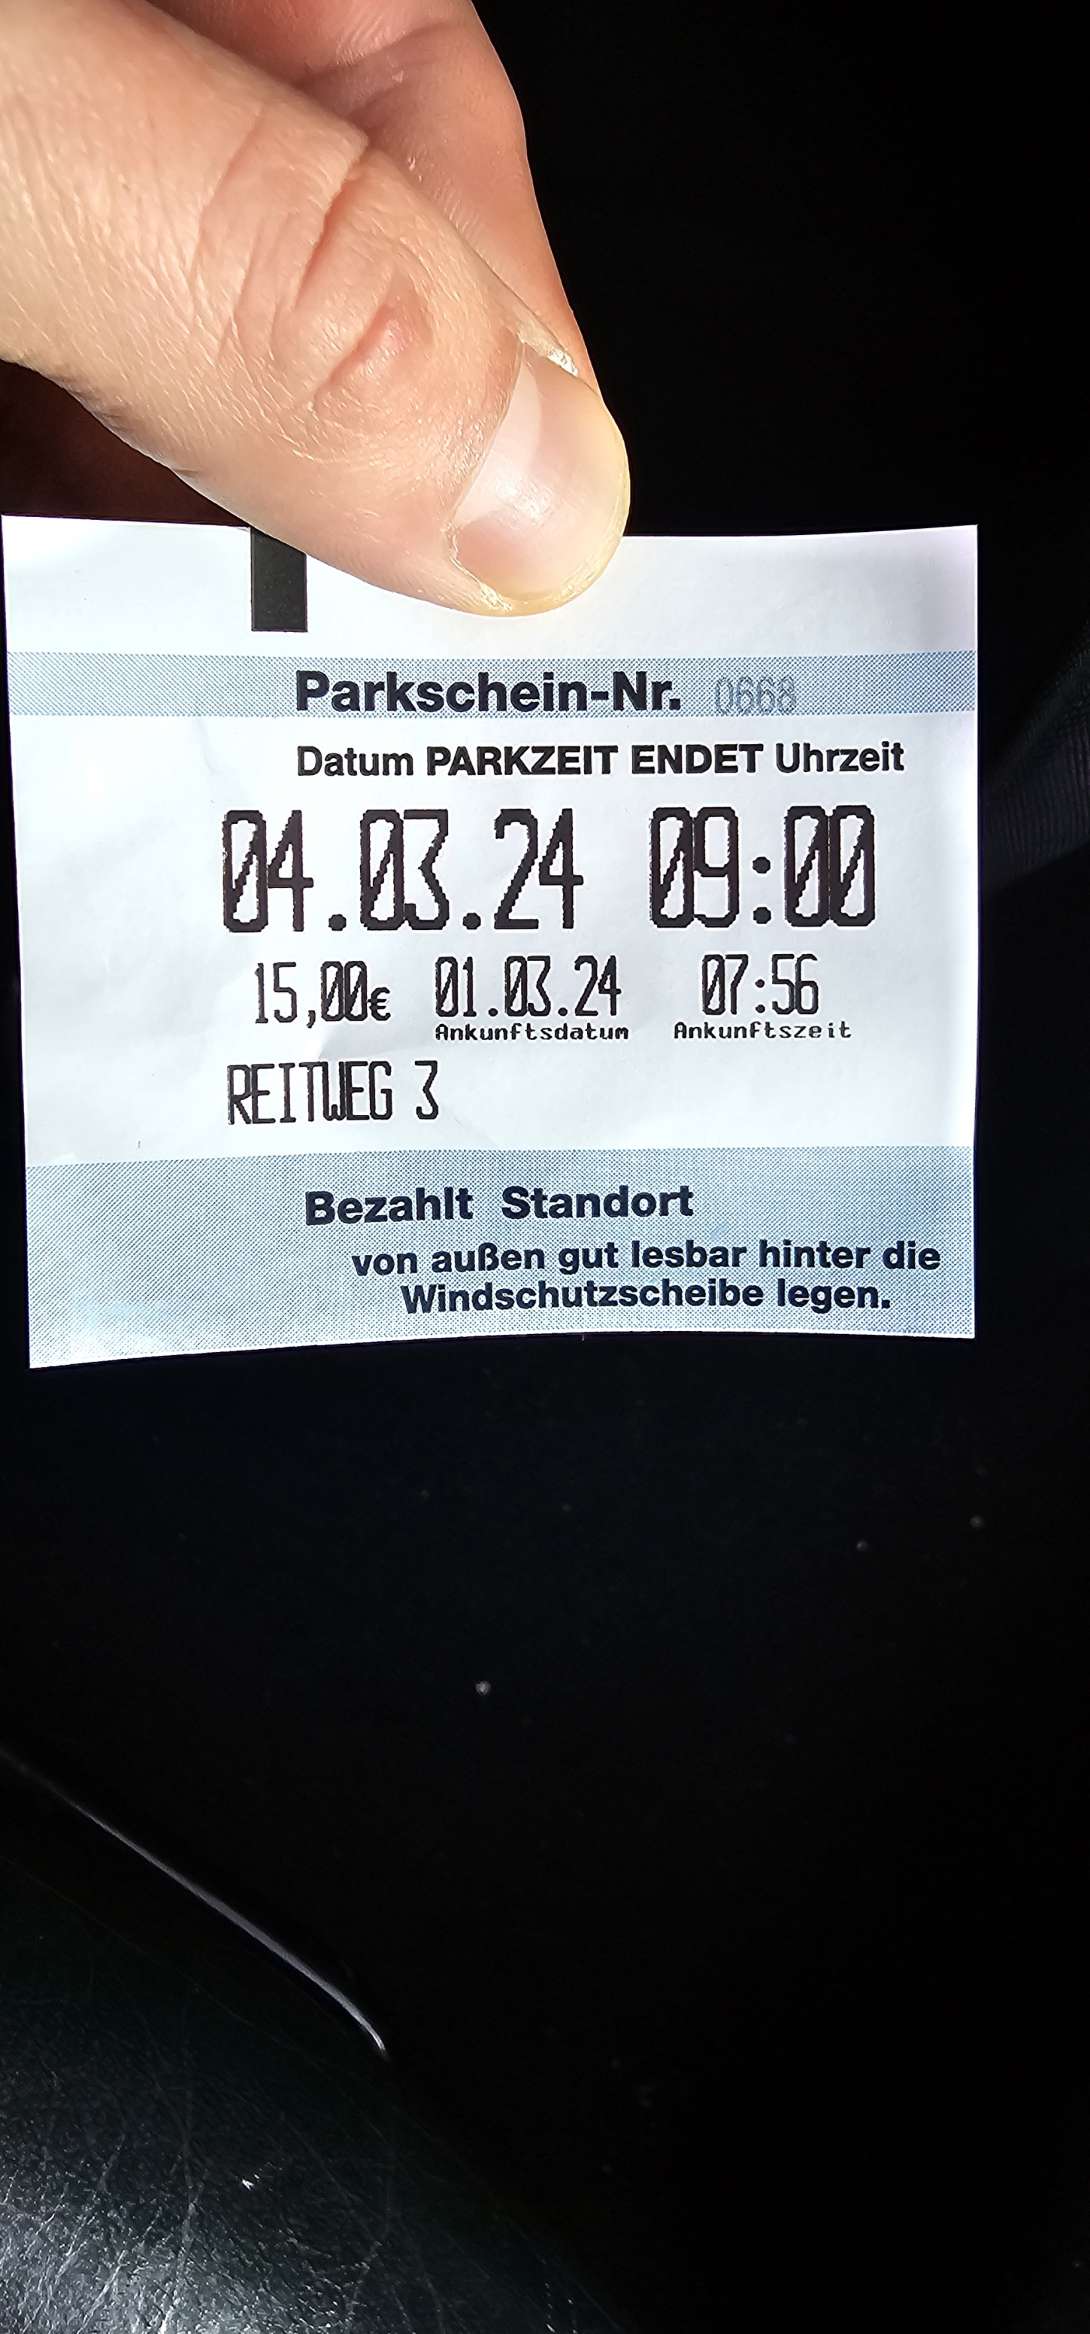 Parkschein-Nr. 0668
Datum PARKZEIT ENDET Uhrzeit
04.03.24 09:00
15,00€ 01.03.24 07:56
Ankunftsdatum Ankunftszeit
REITWEG 3
Bezahlt Standort
von außen gut lesbar hinter die
Windschutzscheibe legen.